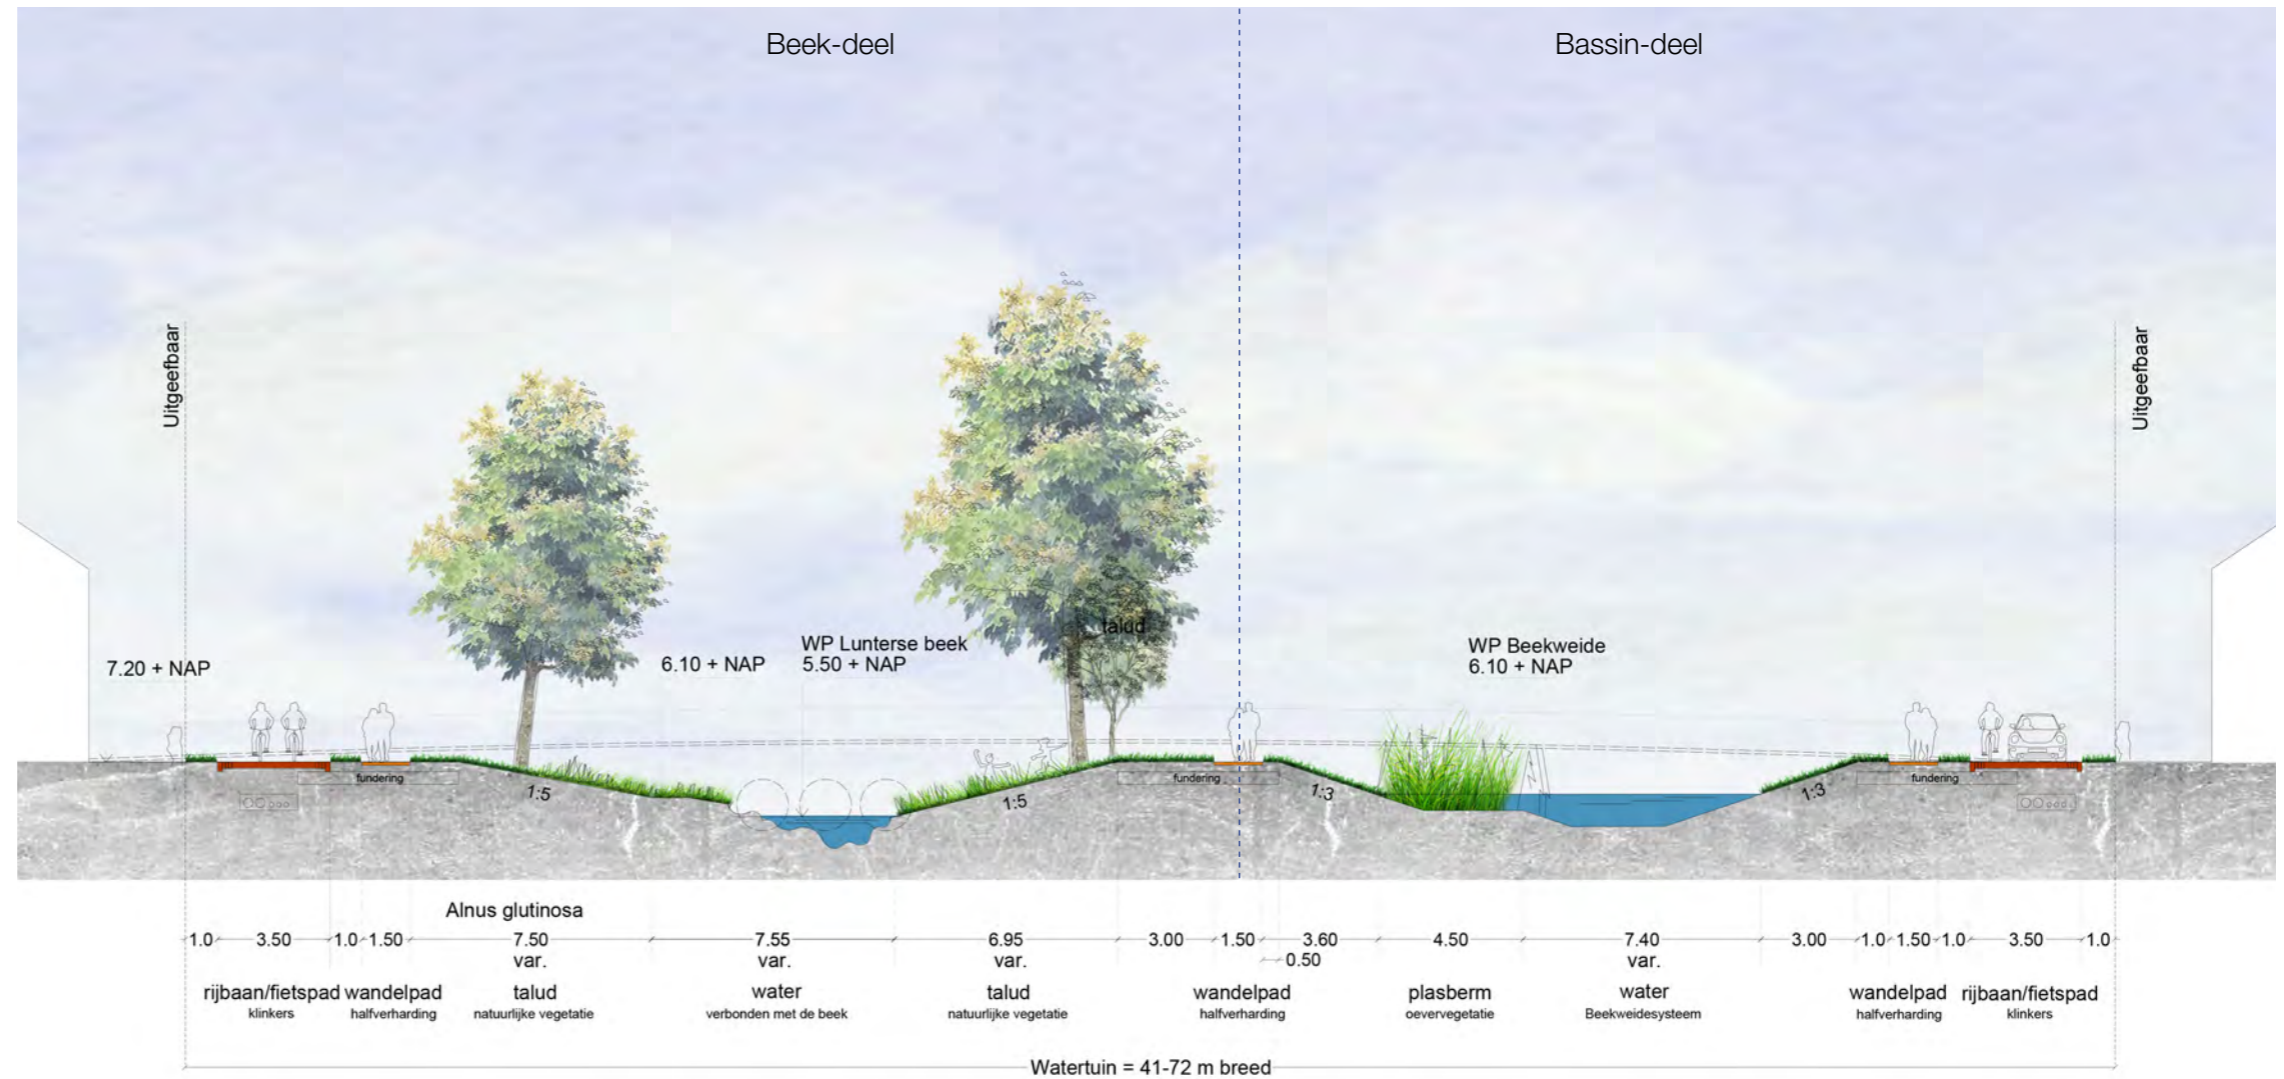 Beek-deel
Bassin-deel
Uitgeefbaar
Uitgeefbaar
talud
WP Lunterse beek
5.50 + NAP
6.10 + NAP
7.20 + NAP
WP Beekweide
6.10 + NAP
fundering
fundering
fundering
1:5
1:5
1:3
1:3
Alnus glutinosa
1.0 3.50 1.0 1.50 7.50 7.55 6.95 3.00 1.50 3.60 4.50 7.40 3.00 1.0 1.50 1.0 3.50 1.0
var. var. var. 0.50 var.
rijbaan/fietspad wandelpad talud water talud wandelpad plasberm water wandelpad rijbaan/fietspad
klinkers halfverharding natuurlijke vegetatie verbonden met de beek natuurlijke vegetatie halfverharding oevervegetatie Beekweidesysteem halfverharding klinkers
Watertuin = 41-72 m breed